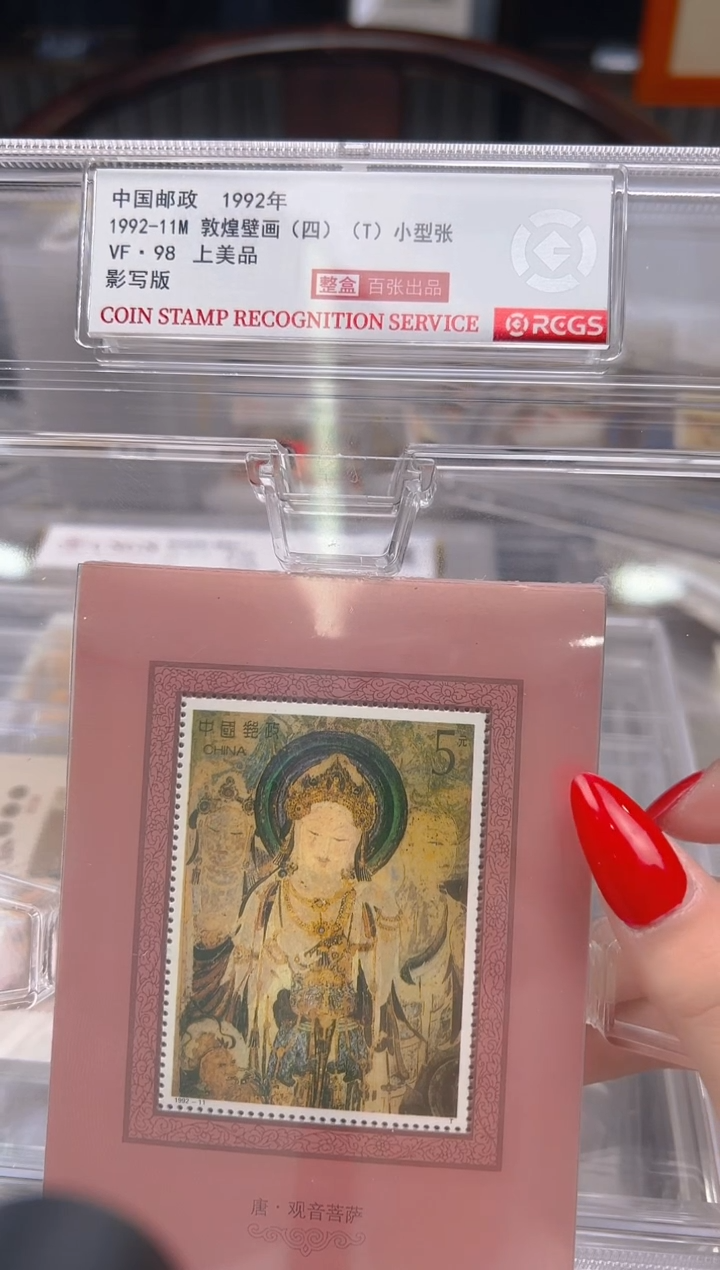 中国邮政 1992年
1992-11M 敦煌壁画（四）（T）小型张
VF·98 上美品
影写版
整盒 百张出品
COIN STAMP RECOGNITION SERVICE RCGS
中國郵政
CHINA
5元
1992-11
T
唐·观音菩萨